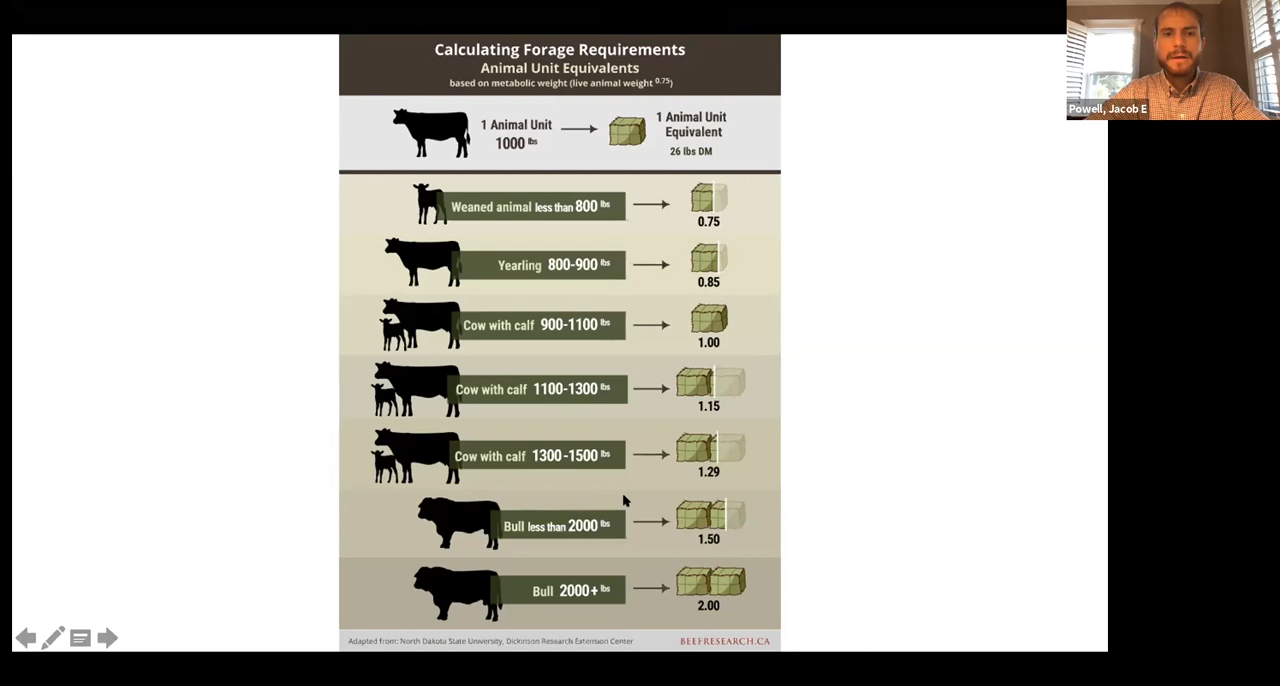 Calculating Forage Requirements
Animal Unit Equivalents
based on metabolic weight (live animal weight 0.75)
Powell, Jacob E
1 Animal Unit
1000 lbs
1 Animal Unit
Equivalent
26 lbs DM
Weaned animal less than 800 lbs
0.75
Yearling 800-900 lbs
0.85
Cow with calf 900-1100 lbs
1.00
Cow with calf 1100-1300 lbs
1.15
Cow with calf 1300-1500 lbs
1.29
Bull less than 2000 lbs
1.50
Bull 2000+ lbs
2.00
Adapted from: North Dakota State University, Dickinson Research Extension Center
BEEFRESEARCH.CA